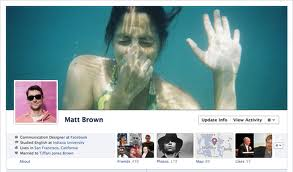 Matt Brown
Update Info
View Activity
Communication Designer at Facebook
Studied English at Indiana University
Lives in San Francisco, California
Married to Tiffani Jones Brown
About
Friends
Photos
Map
Likes